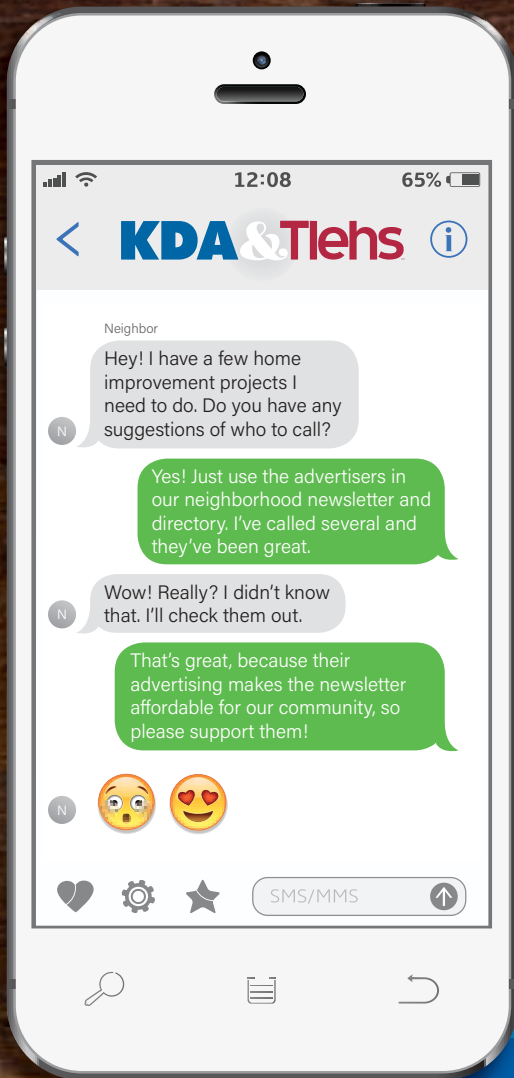 12:08
65%
KDA&Tlehs
i
Neighbor
Hey! I have a few home
improvement projects I
need to do. Do you have any
suggestions of who to call?
N
Yes! Just use the advertisers in
our neighborhood newsletter and
directory. I've called several and
they've been great.
Wow! Really? I didn't know
that. I'll check them out.
N
That's great, because their
advertising makes the newsletter
affordable for our community, so
please support them!
N
SMS/MMS